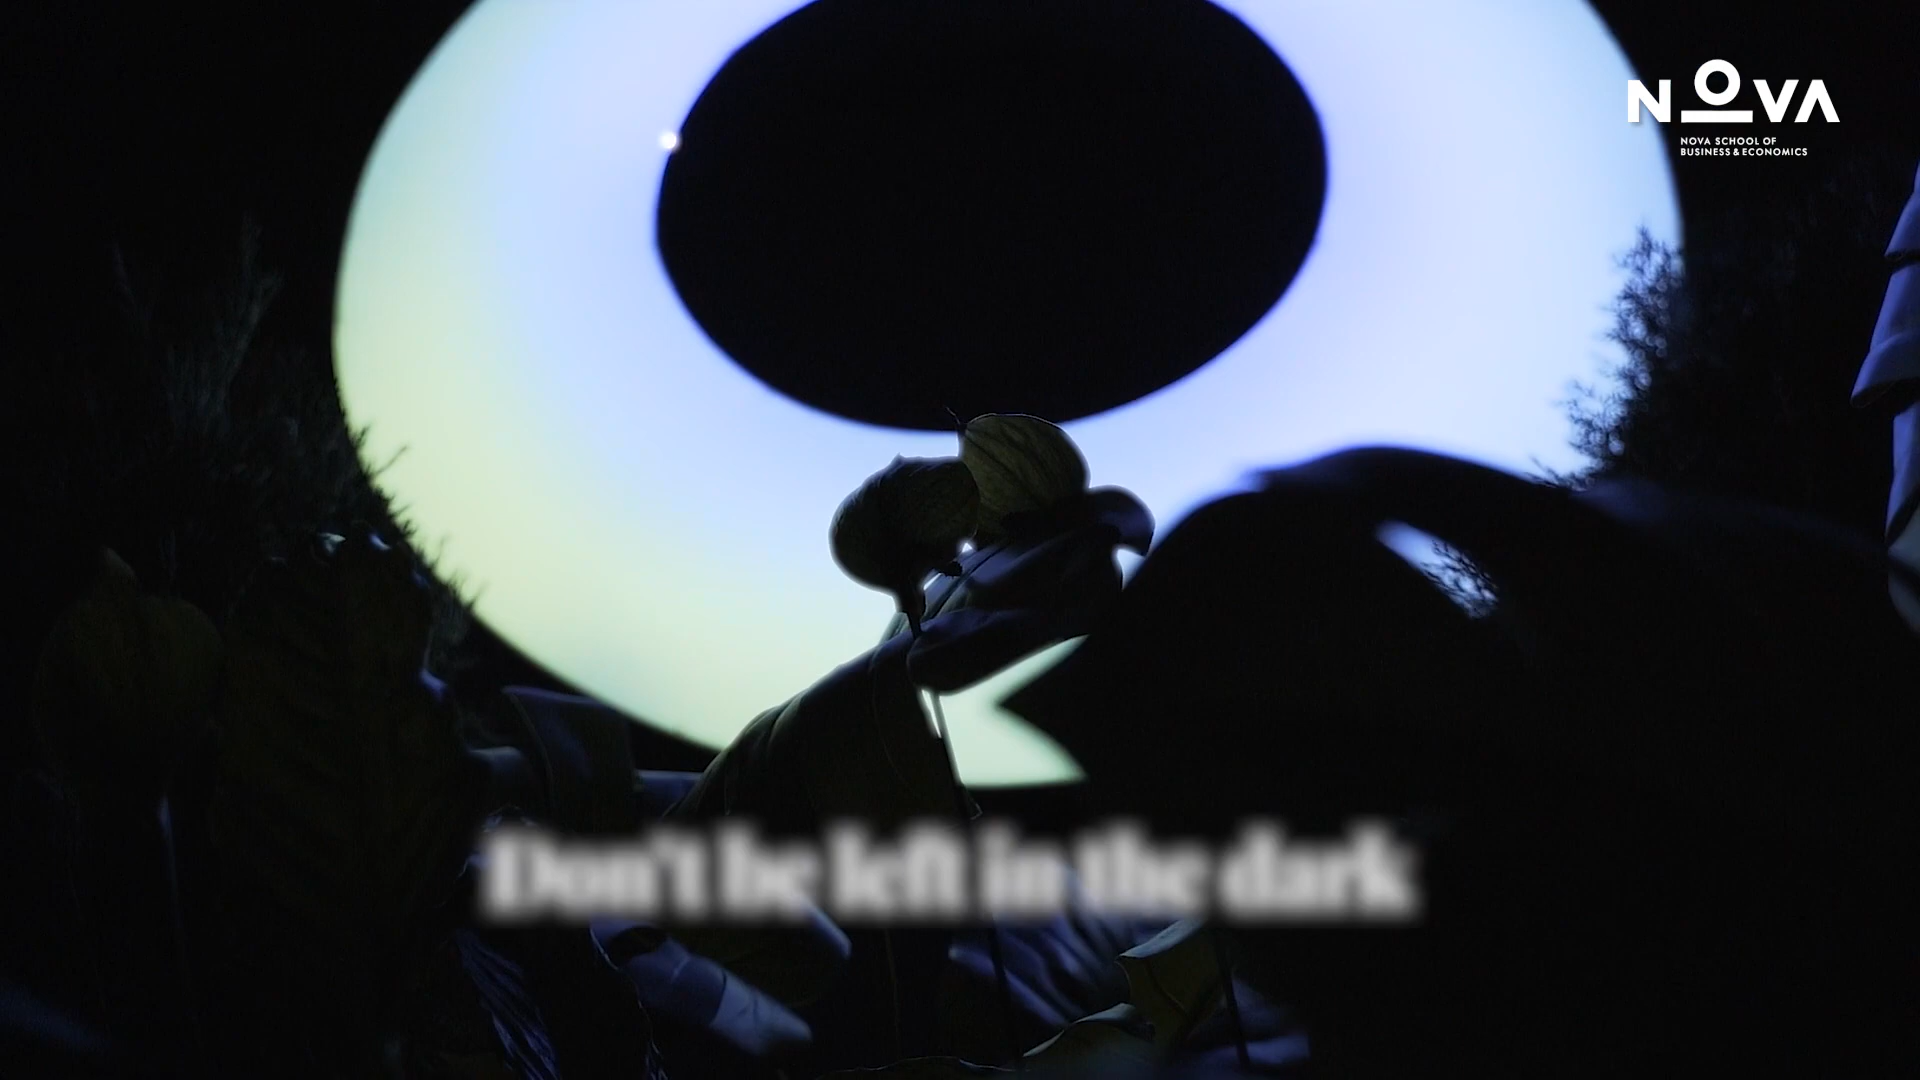 NOVA
NOVA SCHOOL OF
BUSINESS & ECONOMICS
Don't be left in the dark